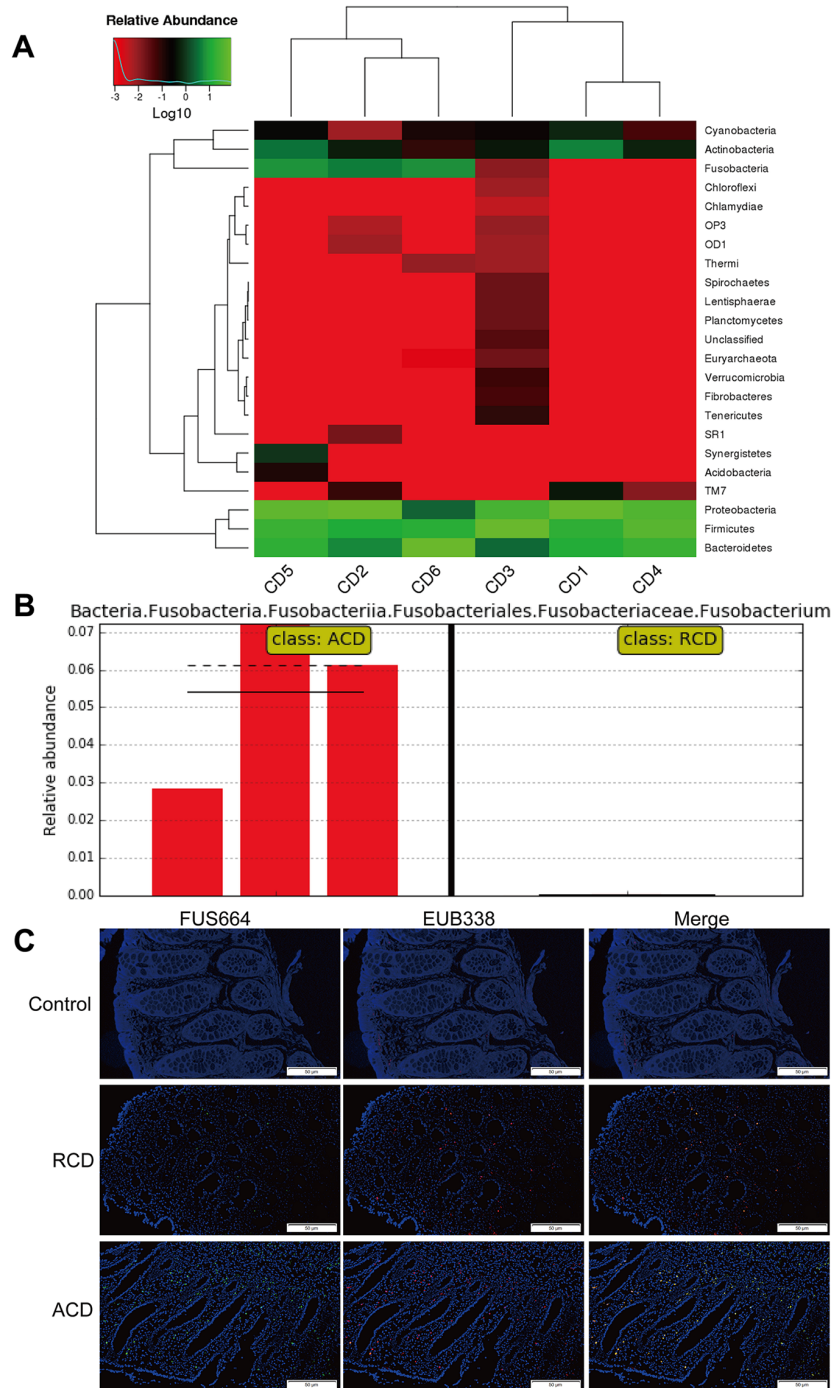 Relative Abundance
A
-3 -2 -1 0 1
Log10
Cyanobacteria
Actinobacteria
Fusobacteria
Chloroflexi
Chlamydiae
OP3
OD1
Thermi
Spirochaetes
Lentisphaerae
Planctomycetes
Unclassified
Euryarchaeota
Verrucomicrobia
Fibrobacteres
Tenericutes
SR1
Synergistetes
Acidobacteria
TM7
Proteobacteria
Firmicutes
Bacteroidetes
CD5 CD2 CD6 CD3 CD1 CD4
B
Bacteria.Fusobacteria.Fusobacteriia.Fusobacteriales.Fusobacteriaceae.Fusobacterium
class: ACD class: RCD
Relative abundance
0.07
0.06
0.05
0.04
0.03
0.02
0.01
0.00
C
FUS664 EUB338 Merge
Control
50 µm 50 µm 50 µm
RCD
50 µm 50 µm 50 µm
ACD
50 µm 50 µm 50 µm